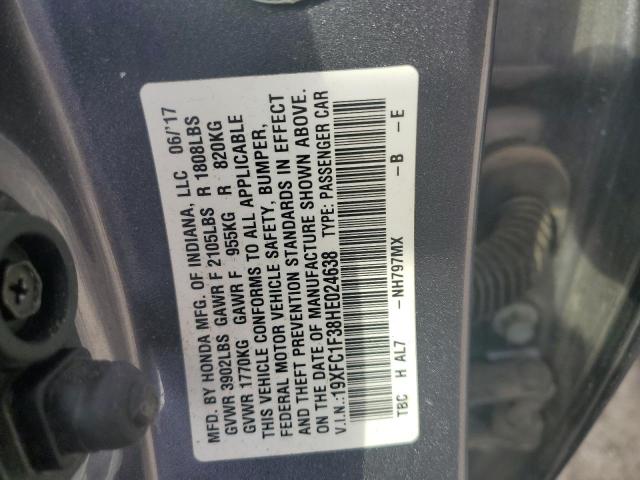 MFD. BY HONDA MFG. OF INDIANA, LLC 06/'17
GVWR 3902LBS GAWR F 2105LBS R 1808LBS
GVWR 1770KG GAWR F 955KG R 820KG
THIS VEHICLE CONFORMS TO ALL APPLICABLE
FEDERAL MOTOR VEHICLE SAFETY, BUMPER,
AND THEFT PREVENTION STANDARDS IN EFFECT
ON THE DATE OF MANUFACTURE SHOWN ABOVE.
V.I.N.:19XFC1F38HE024638 TYPE: PASSENGER CAR
TBC H AL7 -NH797MX -B -E